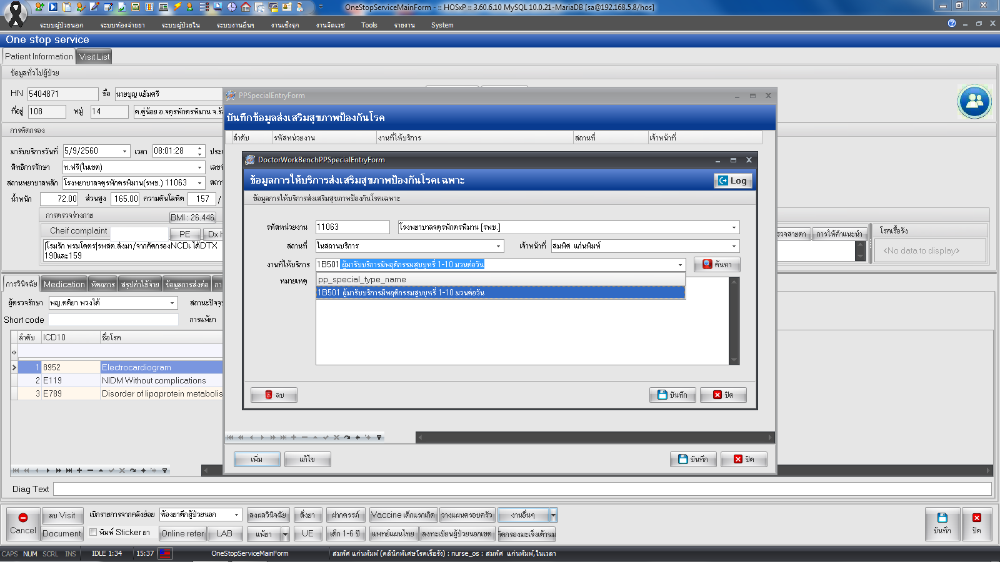 OneStopServiceMainForm - :: HOSxP :: 3.60.6.10 MySQL 10.0.21-MariaDB [sa@192.168.5.8/hos]
ระบบผู้ป่วยนอก ระบบห้องจ่ายยา ระบบผู้ป่วยใน ระบบงานอื่นๆ งานเชิงรุก งานจิตเวช Tools รายงาน System
One stop service
Patient Information Visit List
ข้อมูลทั่วไปผู้ป่วย
HN 5404871 ชื่อ นายบุญ แย้มศรี
ที่อยู่ 108 หมู่ 14 ต.ดู่น้อย อ.จตุรพักตรพิมาน จ.ร้อ
การคัดกรอง
มารับบริการวันที่ 5/9/2560 เวลา 08:01:28 ประเ
สิทธิการรักษา ท.ฟรี(ในเขต) เลขที่
สถานพยาบาลหลัก โรงพยาบาลจตุรพักตรพิมาน(รพช.) 11063 สถา
น้ำหนัก 72.00 ส่วนสูง 165.00 ความดันโลหิต 157 /
การตรวจร่างกาย BMI : 26.446
Cheif complaint PE Dx H
|โรมรัก พรมโคตร|รพสต.ส่งมา/จากคัดกรองNCDเ ได้DTX
190และ159
รวจสายตา การให้คำแนะนำ โรคเรื้อรัง
<No data to display>
PPSpecialEntryForm
บันทึกข้อมูลส่งเสริมสุขภาพป้องกันโรค
ลำดับ รหัสหน่วยงาน งานที่ให้บริการ สถานที่ เจ้าหน้าที่
DoctorWorkBenchPPSpecialEntryForm
ข้อมูลการให้บริการส่งเสริมสุขภาพป้องกันโรคเฉพาะ Log
ข้อมูลการให้บริการส่งเสริมสุขภาพป้องกันโรคเฉพาะ
รหัสหน่วยงาน 11063 โรงพยาบาลจตุรพักตรพิมาน [รพช.]
สถานที่ ในสถานบริการ เจ้าหน้าที่ สมพิศ แก่นพิมพ์
งานที่ให้บริการ 1B501 ผู้มารับบริการมีพฤติกรรมสูบบุหรี่ 1-10 มวนต่อวัน ค้นหา
หมายเหตุ pp_special_type_name
1B501 ผู้มารับบริการมีพฤติกรรมสูบบุหรี่ 1-10 มวนต่อวัน
ลบ บันทึก ปิด
เพิ่ม แก้ไข บันทึก ปิด
การวินิจฉัย Medication หัตถการ สรุปค่าใช้จ่าย ข้อมูลการส่งต่อ กา
ผู้ตรวจรักษา พญ.ตติยา พวงใต้ สถานะปัจจุ
Short code การแพ้ยา
ลำดับ ICD10 ชื่อโรค
1 8952 Electrocardiogram
2 E119 NIDM Without complications
3 E789 Disorder of lipoprotein metabolis
Diag Text
Cancel ลบ Visit เบิกรายการจากคลังย่อย ห้องยาตึกผู้ป่วยนอก ลงผลวินิจฉัย สั่งยา ฝากครรภ์ Vaccine เด็กแรกเกิด วางแผนครอบครัว งานอื่นๆ บันทึก ปิด
Document พิมพ์ Sticker ยา Online refer LAB แพ้ยา UE เด็ก 1-6 ปี แพทย์แผนไทย ลงทะเบียนผู้ป่วยนอกเขต คัดกรองมะเร็งเต้านม
CAPS NUM SCRL INS IDLE 1:34 15:37 OneStopServiceMainForm สมพิศ แก่นพิมพ์ (คลินิกพิเศษโรคเรื้อรัง) : nurse_os : สมพิศ แก่นพิมพ์,ในเวลา